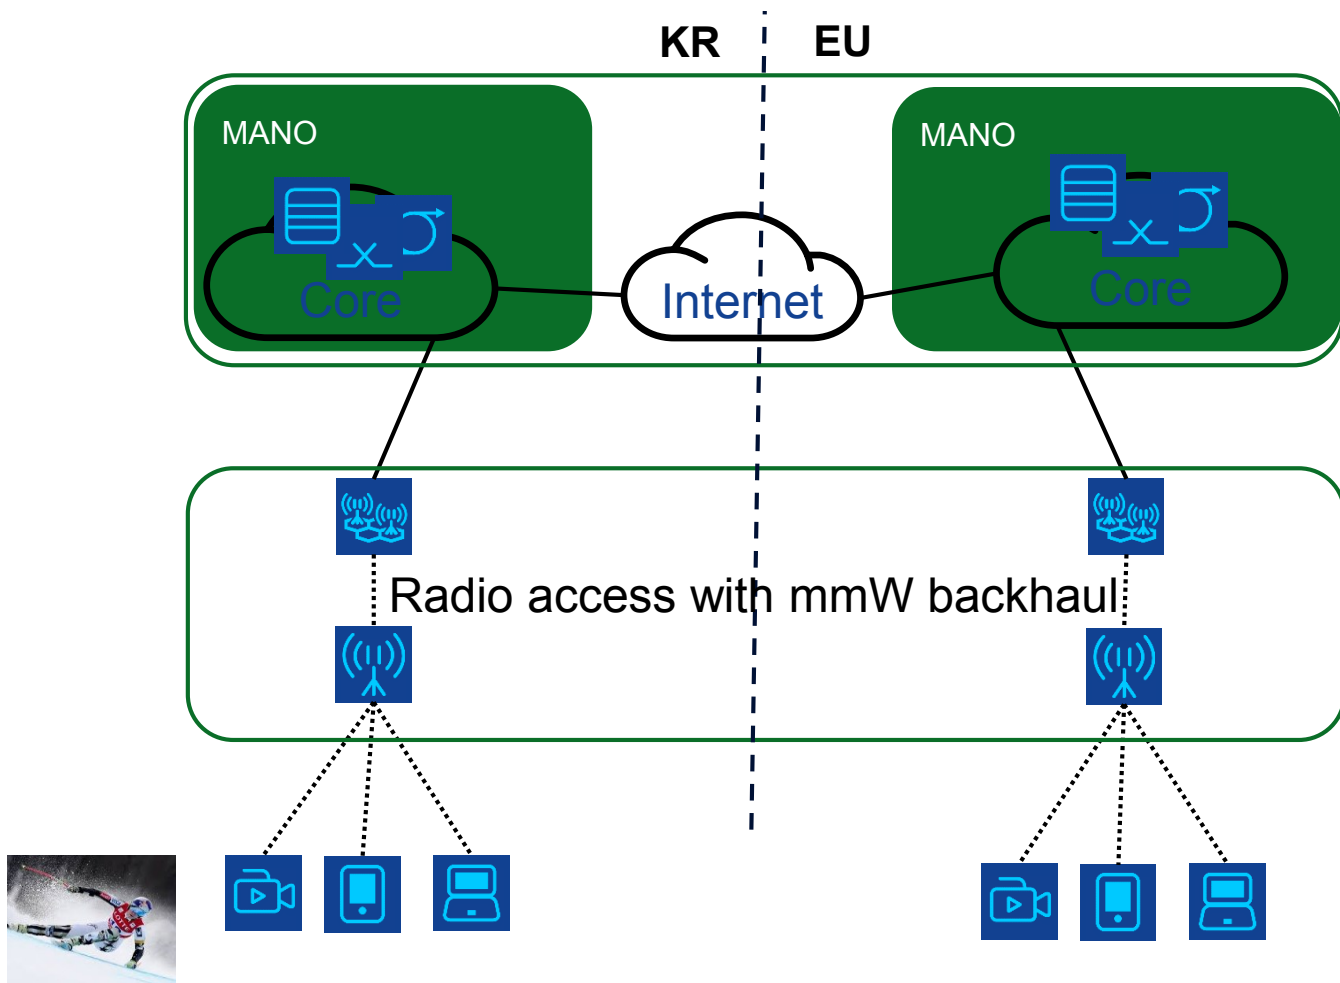 KR EU
MANO
MANO
Core
Internet
Core
Radio access with mmW backhaul